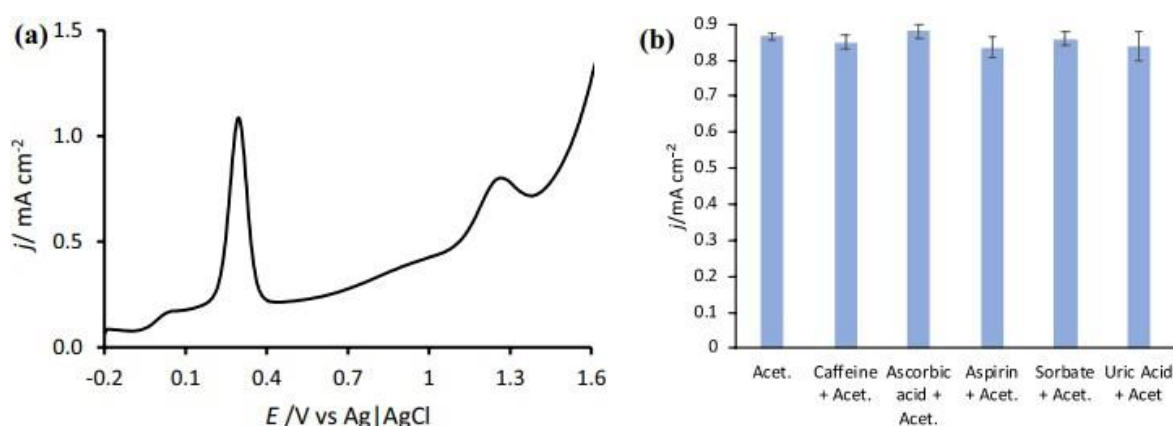 (a)
1.5
1.0
0.5
0.0
j/ mA cm⁻²
-0.2 0.1 0.4 0.7 1 1.3 1.6
E /V vs Ag|AgCl
(b)
0.9
0.8
0.7
0.6
0.5
0.4
0.3
0.2
0.1
0
j/mA cm⁻²
Acet. Caffeine Ascorbic Aspirin Sorbate Uric Acid
+ Acet. acid + + Acet. + Acet. + Acet
Acet.